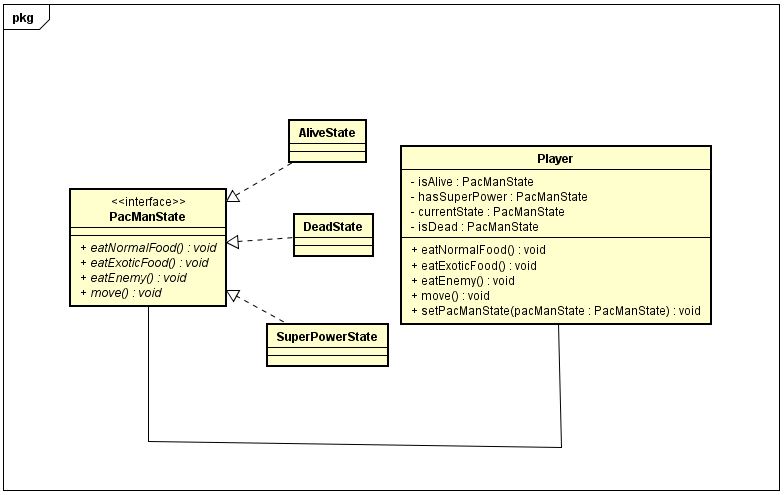 pkg
AliveState
<<interface>>
PacManState
+ eatNormalFood() : void
+ eatExoticFood() : void
+ eatEnemy() : void
+ move() : void
DeadState
SuperPowerState
Player
- isAlive : PacManState
- hasSuperPower : PacManState
- currentState : PacManState
- isDead : PacManState
+ eatNormalFood() : void
+ eatExoticFood() : void
+ eatEnemy() : void
+ move() : void
+ setPacManState(pacManState : PacManState) : void